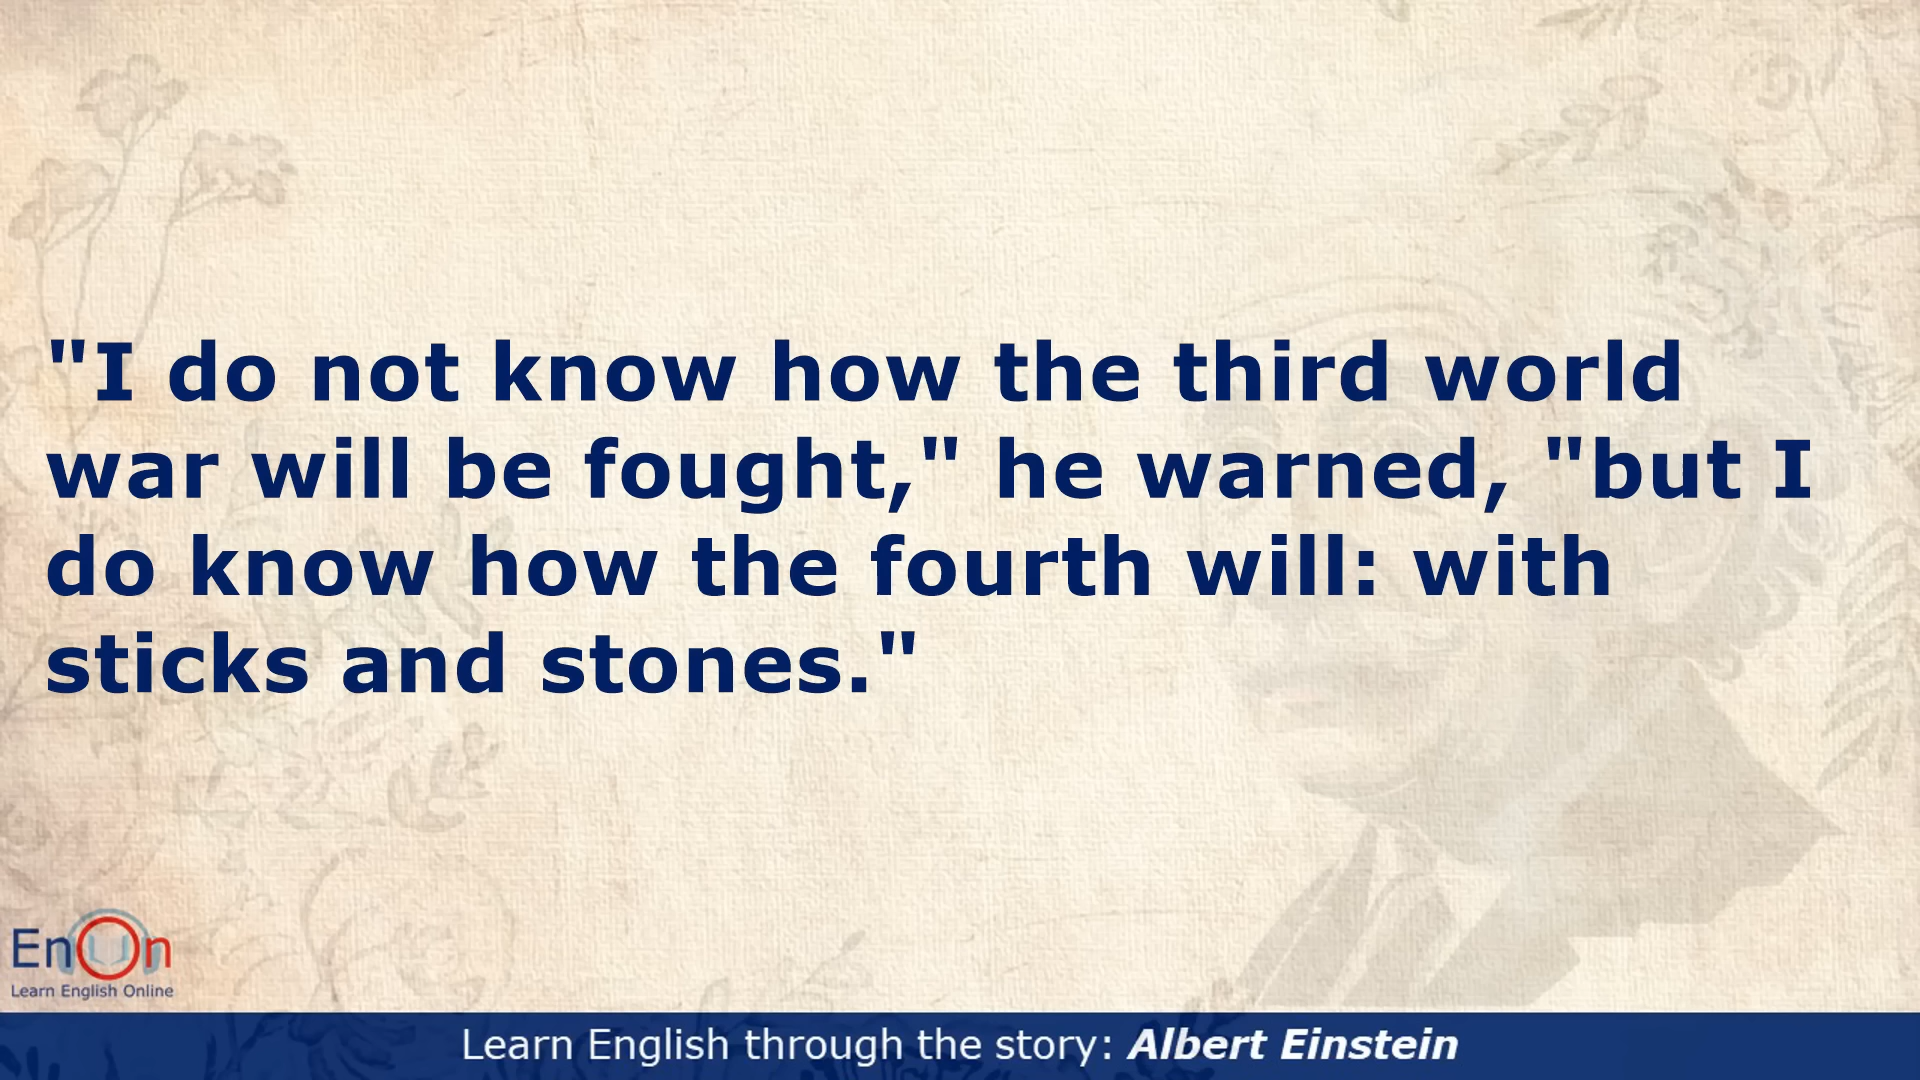 "I do not know how the third world
war will be fought," he warned, "but I
do know how the fourth will: with
sticks and stones."
EnOn
Learn English Online
Learn English through the story: Albert Einstein